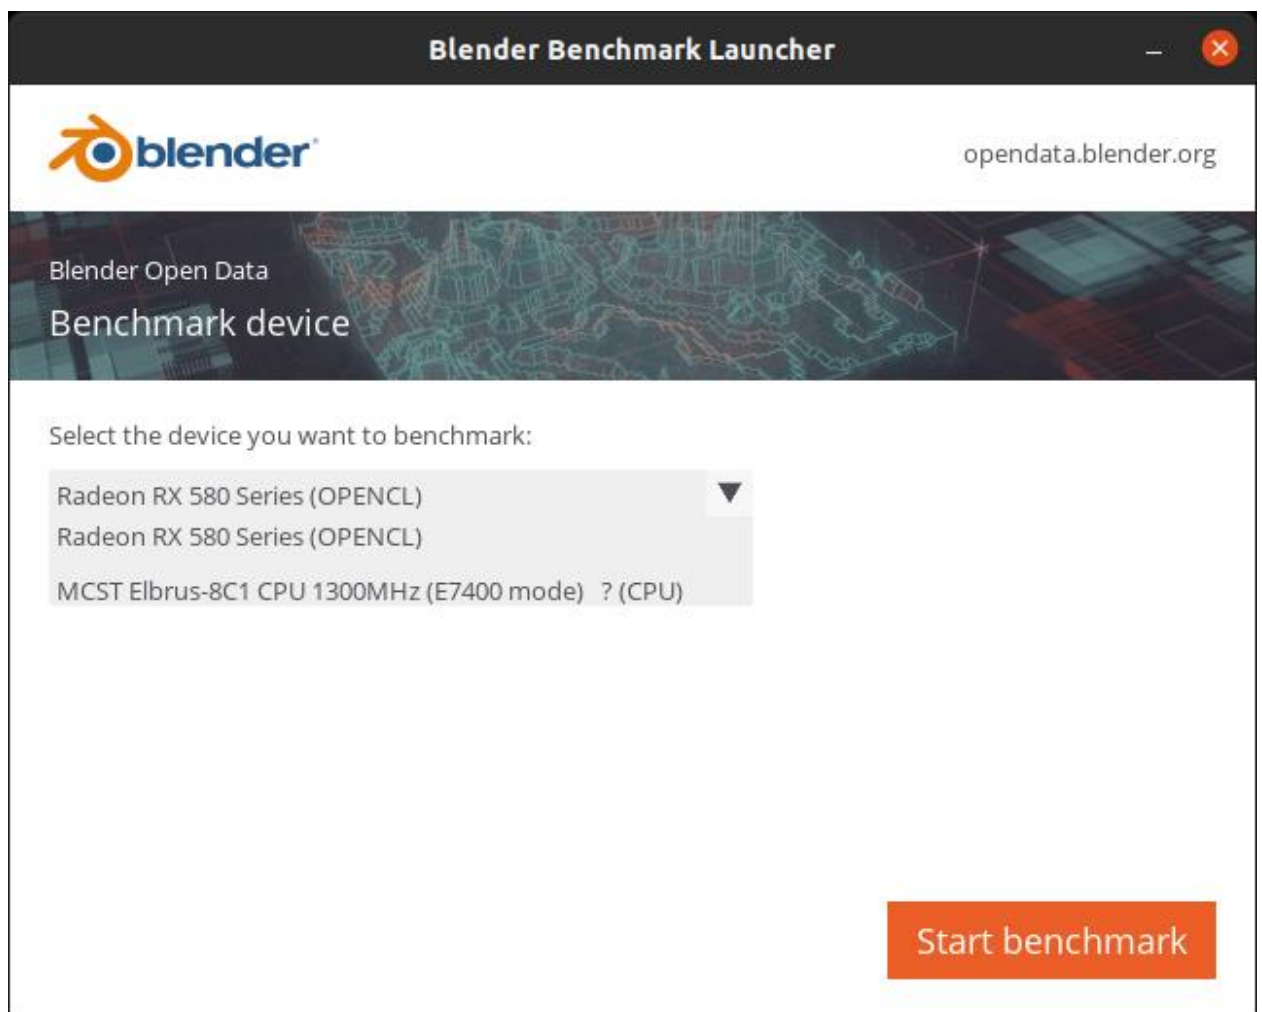 Blender Benchmark Launcher
blender
opendata.blender.org
Blender Open Data
Benchmark device
Select the device you want to benchmark:
Radeon RX 580 Series (OPENCL)
Radeon RX 580 Series (OPENCL)
MCST Elbrus-8C1 CPU 1300MHz (E7400 mode) ? (CPU)
Start benchmark